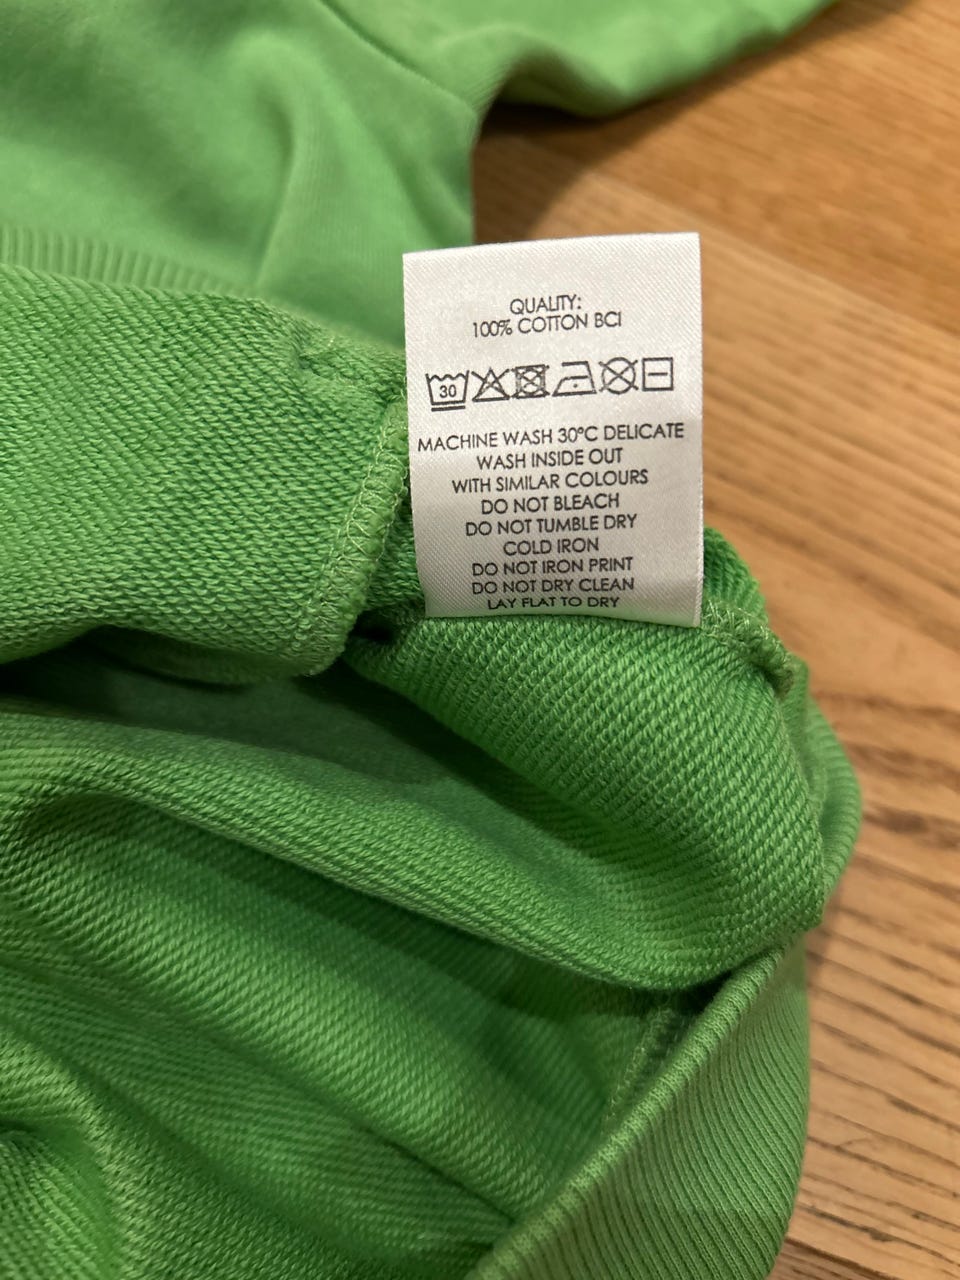 QUALITY:
100% COTTON BCI
30
MACHINE WASH 30°C DELICATE
WASH INSIDE OUT
WITH SIMILAR COLOURS
DO NOT BLEACH
DO NOT TUMBLE DRY
COLD IRON
DO NOT IRON PRINT
DO NOT DRY CLEAN
LAY FLAT TO DRY